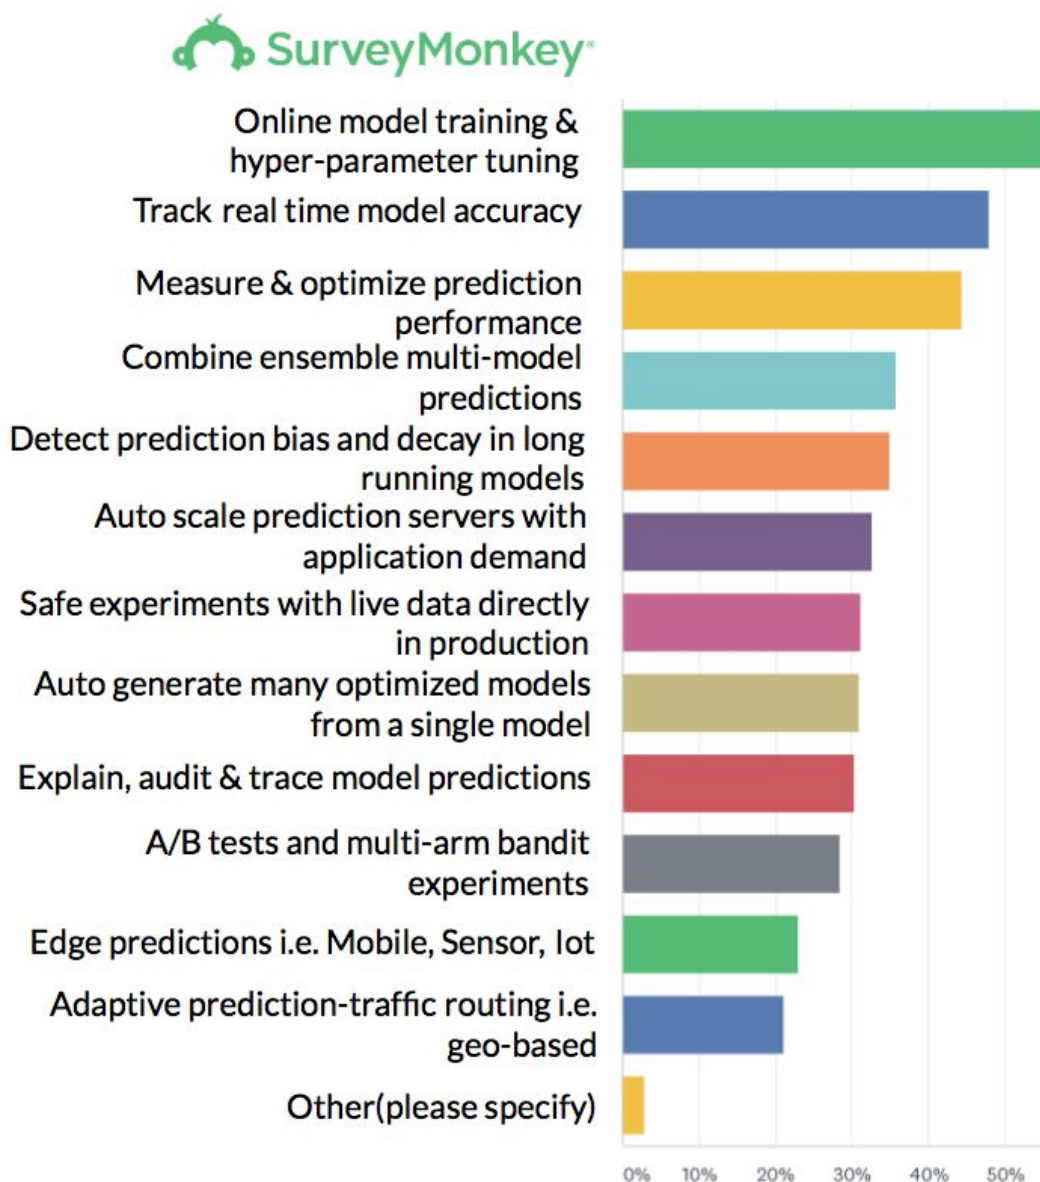 SurveyMonkey®
Online model training &
hyper-parameter tuning
Track real time model accuracy
Measure & optimize prediction
performance
Combine ensemble multi-model
predictions
Detect prediction bias and decay in long
running models
Auto scale prediction servers with
application demand
Safe experiments with live data directly
in production
Auto generate many optimized models
from a single model
Explain, audit & trace model predictions
A/B tests and multi-arm bandit
experiments
Edge predictions i.e. Mobile, Sensor, Iot
Adaptive prediction-traffic routing i.e.
geo-based
Other(please specify)
0% 10% 20% 30% 40% 50%